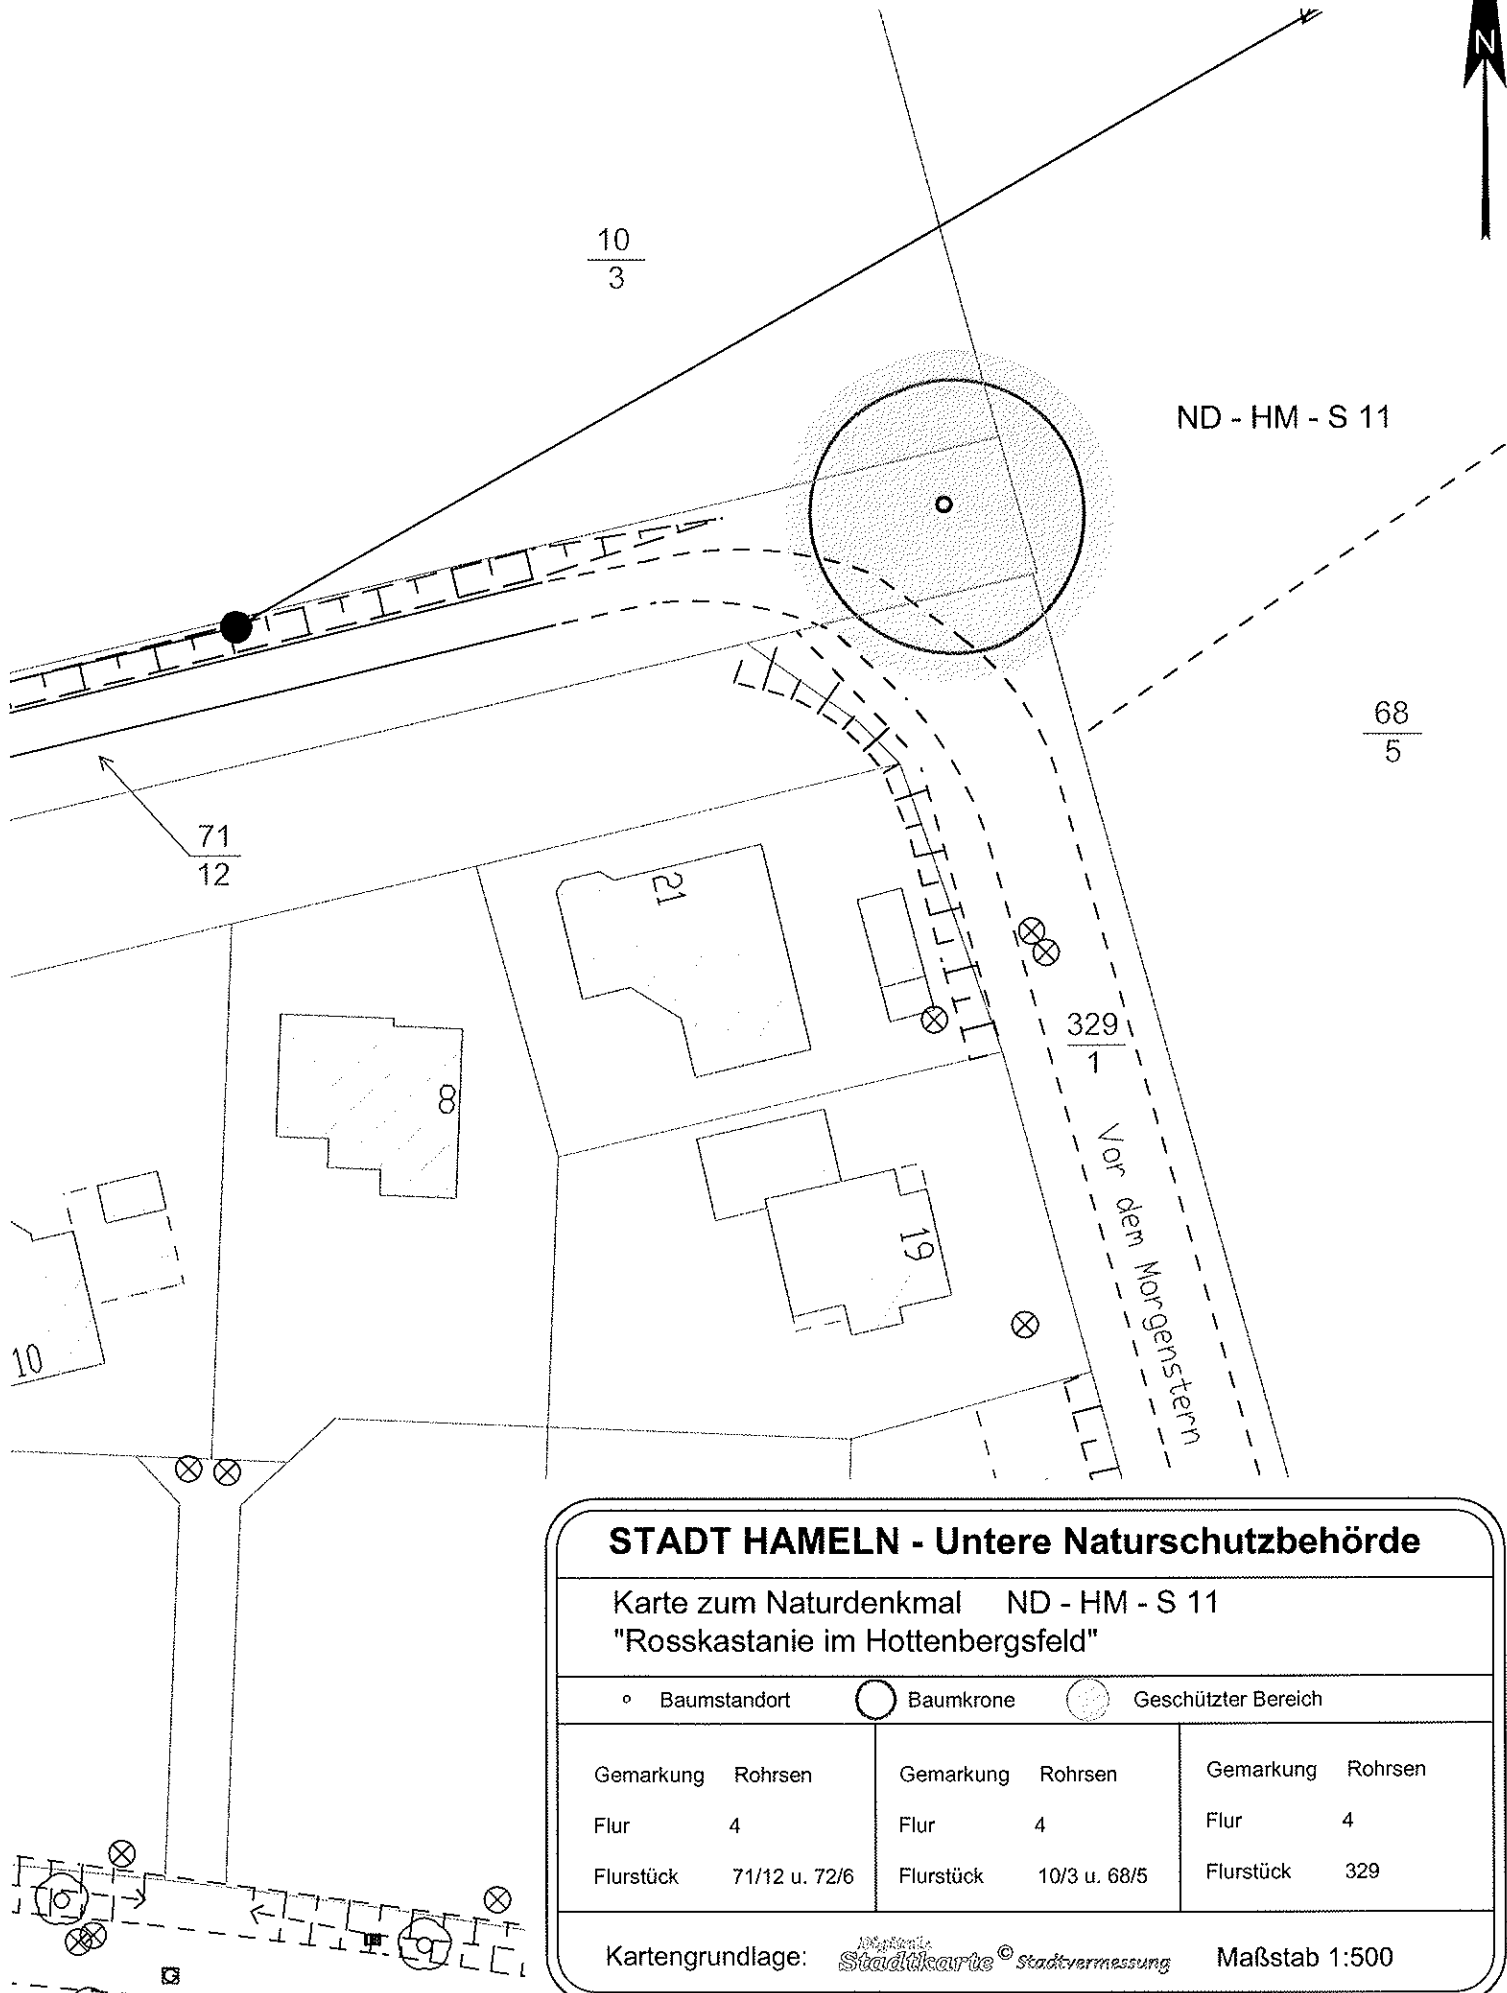 N
10
3
ND - HM - S 11
68
5
71
12
21
329
1
8
Vor dem Morgenstern
19
10
STADT HAMELN - Untere Naturschutzbehörde
Karte zum Naturdenkmal ND - HM - S 11
"Rosskastanie im Hottenbergsfeld"
Baumstandort Baumkrone Geschützter Bereich
Gemarkung Rohrsen
Flur 4
Flurstück 71/12 u. 72/6
Gemarkung Rohrsen
Flur 4
Flurstück 10/3 u. 68/5
Gemarkung Rohrsen
Flur 4
Flurstück 329
Kartengrundlage: Digitale Stadtkarte © Stadtvermessung Maßstab 1:500